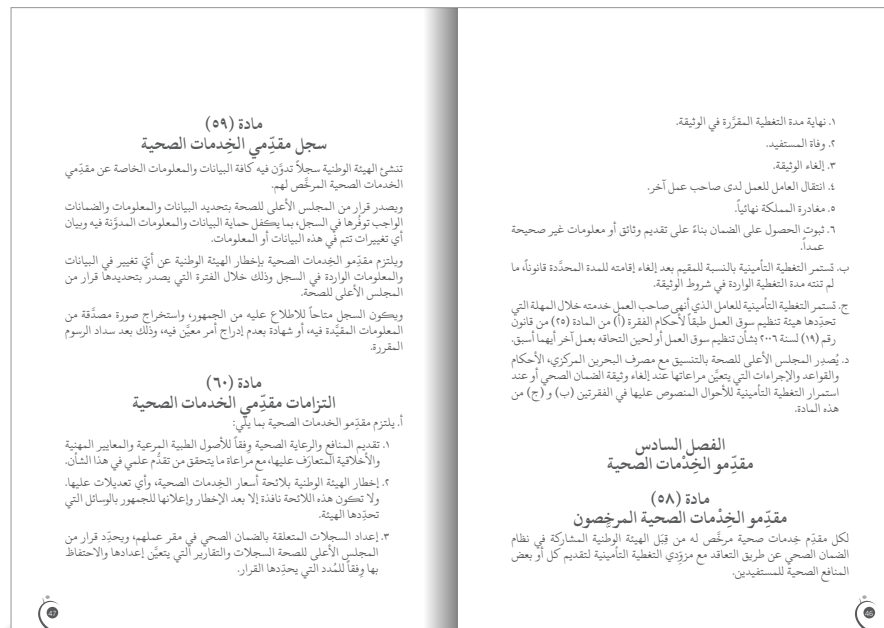 ١. نهاية مدة التغطية المقرَّرة في الوثيقة.
٢. وفاة المستفيد.
٣. إلغاء الوثيقة.
٤. انتقال العامل للعمل لدى صاحب عمل آخر.
٥. مغادرة المملكة نهائياً.
٦. ثبوت الحصول على الضمان بناءً على تقديم وثائق أو معلومات غير صحيحة
عمداً.
ب. تستمر التغطية التأمينية بالنسبة للمقيم بعد إلغاء إقامته للمدة المحدَّدة قانوناً، ما
لم تنته مدة التغطية الواردة في شروط الوثيقة.
ج. تستمر التغطية التأمينية للعامل الذي أنهى صاحب العمل خدمته خلال المهلة التي
تحدِّدها هيئة تنظيم سوق العمل طبقاً لأحكام الفقرة (أ) من المادة (٢٥) من قانون
رقم (١٩) لسنة ٢٠٠٦ بشأن تنظيم سوق العمل أو لحين التحاقه بعمل آخر أيهما أسبق.
د. يُصدِر المجلس الأعلى للصحة بالتنسيق مع مصرف البحرين المركزي، الأحكام
والقواعد والإجراءات التي يتعيَّن مراعاتها عند إلغاء وثيقة الضمان الصحي أو عند
استمرار التغطية التأمينية للأحوال المنصوص عليها في الفقرتين (ب) و (ج) من
هذه المادة.
الفصل السادس
مقدِّمو الخِدْمات الصحية
مادة (٥٨)
مقدِّمو الخِدْمات الصحية المرخَّصون
لكل مقدِّم خِدمات صحية مرخَّص له من قِبَل الهيئة الوطنية المشاركة في نظام
الضمان الصحي عن طريق التعاقد مع مزوِّدي التغطية التأمينية لتقديم كل أو بعض
المنافع الصحية للمستفيدين.
46
مادة (٥٩)
سجل مقدِّمي الخِدمات الصحية
تنشئ الهيئة الوطنية سجلاً تدوَّن فيه كافة البيانات والمعلومات الخاصة عن مقدِّمي
الخدمات الصحية المرخَّص لهم.
ويصدر قرار من المجلس الأعلى للصحة بتحديد البيانات والمعلومات والضمانات
الواجب توفُّرها في السجل، بما يكفل حماية البيانات والمعلومات المدوَّنة فيه وبيان
أي تغييرات تتم في هذه البيانات أو المعلومات.
ويلتزم مقدِّمو الخِدمات الصحية بإخطار الهيئة الوطنية عن أيِّ تغيير في البيانات
والمعلومات الواردة في السجل وذلك خلال الفترة التي يصدر بتحديدها قرار من
المجلس الأعلى للصحة.
ويكون السجل متاحاً للاطلاع عليه من الجمهور، واستخراج صورة مصدَّقة من
المعلومات المقيَّدة فيه، أو شهادة بعدم إدراج أمر معيَّن فيه، وذلك بعد سداد الرسوم
المقررة.
مادة (٦٠)
التزامات مقدِّمي الخدمات الصحية
أ. يلتزم مقدِّمو الخدمات الصحية بما يلي:
١. تقديم المنافع والرعاية الصحية وِفقاً للأصول الطبية المرعية والمعايير المهنية
والأخلاقية المتعارَف عليها، مع مراعاة ما يتحقق من تقدُّم علمي في هذا الشأن.
٢. إخطار الهيئة الوطنية بلائحة أسعار الخدمات الصحية، وأي تعديلات عليها.
ولا تكون هذه اللائحة نافذة إلا بعد الإخطار وإعلانها للجمهور بالوسائل التي
تحدِّدها الهيئة.
٣. إعداد السجلات المتعلقة بالضمان الصحي في مقر عملهم، ويحدِّد قرار من
المجلس الأعلى للصحة السجلات والتقارير التي يتعيَّن إعدادها والاحتفاظ
بها وِفقاً للمُدد التي يحدِّدها القرار.
47